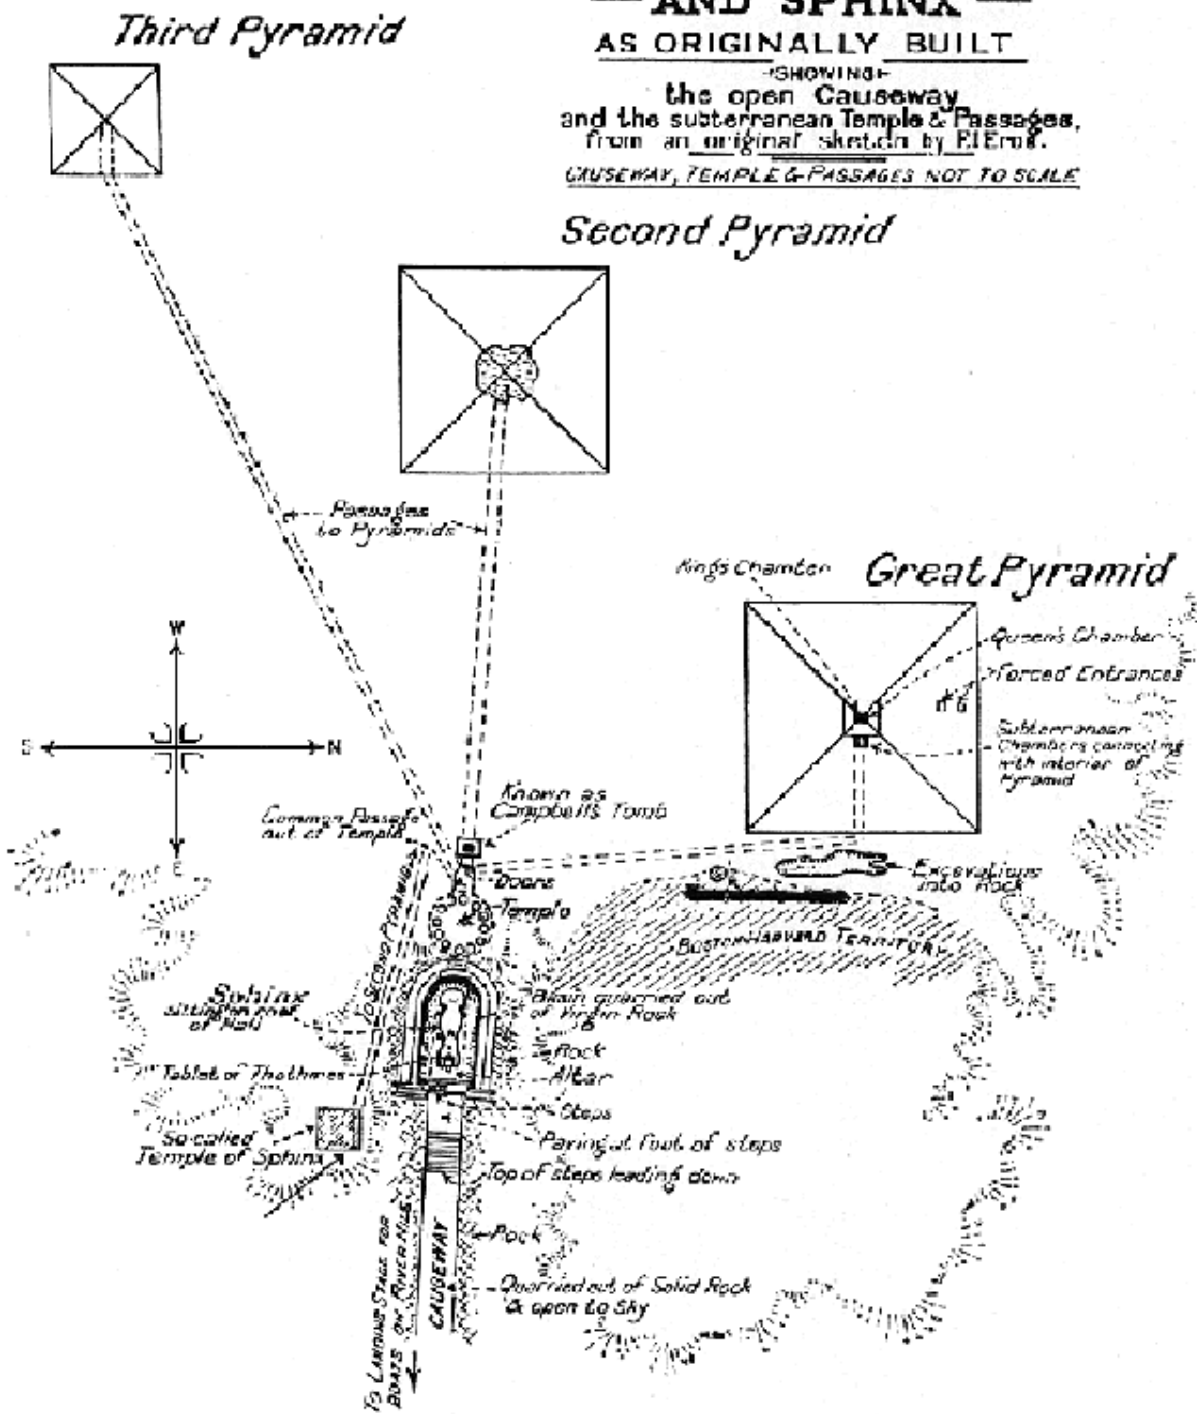 AND SPHINX
AS ORIGINALLY BUILT
SHOWING
the open Causeway
and the subterranean Temple & Passages,
from an original sketch by
CAUSEWAY, TEMPLE & PASSAGES NOT TO SCALE
Third Pyramid
Second Pyramid
Passages
to Pyramids
Great Pyramid
Kings Chamber
Queen's Chamber
Forced Entrances
Subterranean
Chambers connecting
with interior of
Pyramid
W
S
N
E
Known as
Campbells Tomb
Common Passage
out of Temple
Doors
Temple
Excavations
into Rock
BOSTON-HARVARD TERRITORY
TO SECOND PYRAMID
Sphinx
of
Basin quarried out
of Virgin Rock
Rock
Tablet of Thothmes
Altar
Steps
So-called
Temple of Sphinx
Paving at foot of steps
Top of steps leading down
Rock
CAUSEWAY
Quarried out of Solid Rock
& open to Sky
TO LANDING STAGE FOR
BOATS ON RIVER NILE